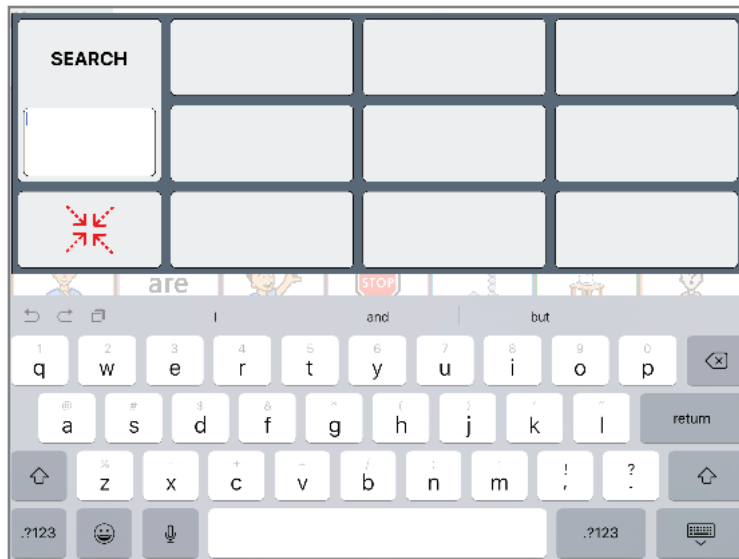 SEARCH
are
STOP
I and but
1 2 3 4 5 6 7 8 9 0
q w e r t y u i o p
@ # $ & * ( ) ' "
a s d f g h j k l return
% - + = / ; : ! ?
z x c v b n m , .
.?123 .?123